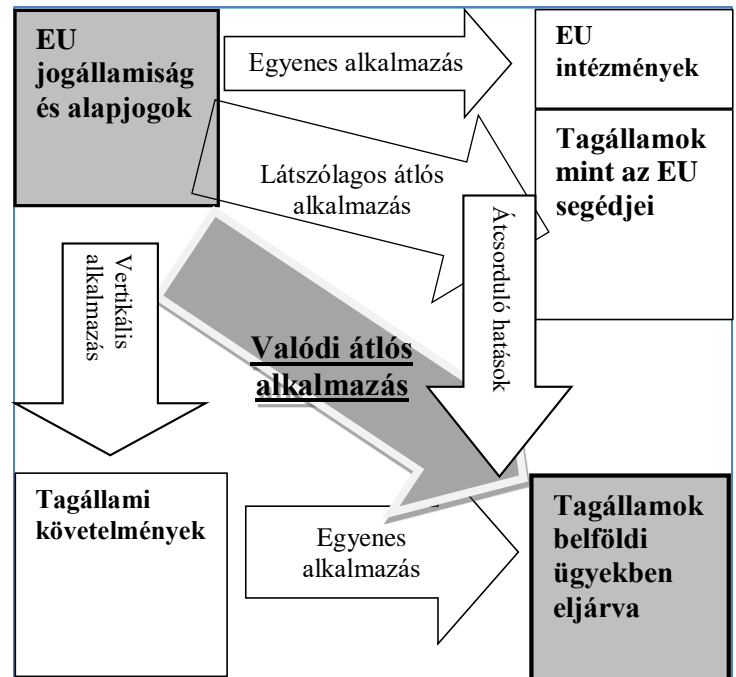 EU
jogállamiság
és alapjogok
Egyenes alkalmazás
EU
intézmények
Látszólagos átlós
alkalmazás
Tagállamok
mint az EU
segédjei
Vertikális
alkalmazás
Átcsorduló hatások
Valódi átlós
alkalmazás
Tagállami
követelmények
Egyenes
alkalmazás
Tagállamok
belföldi
ügyekben
eljárva